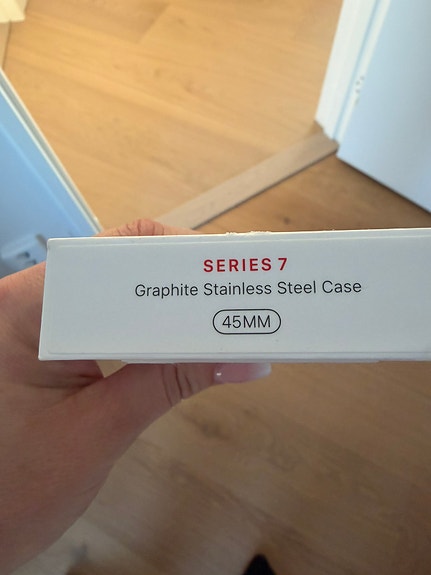 SERIES 7
Graphite Stainless Steel Case
45MM